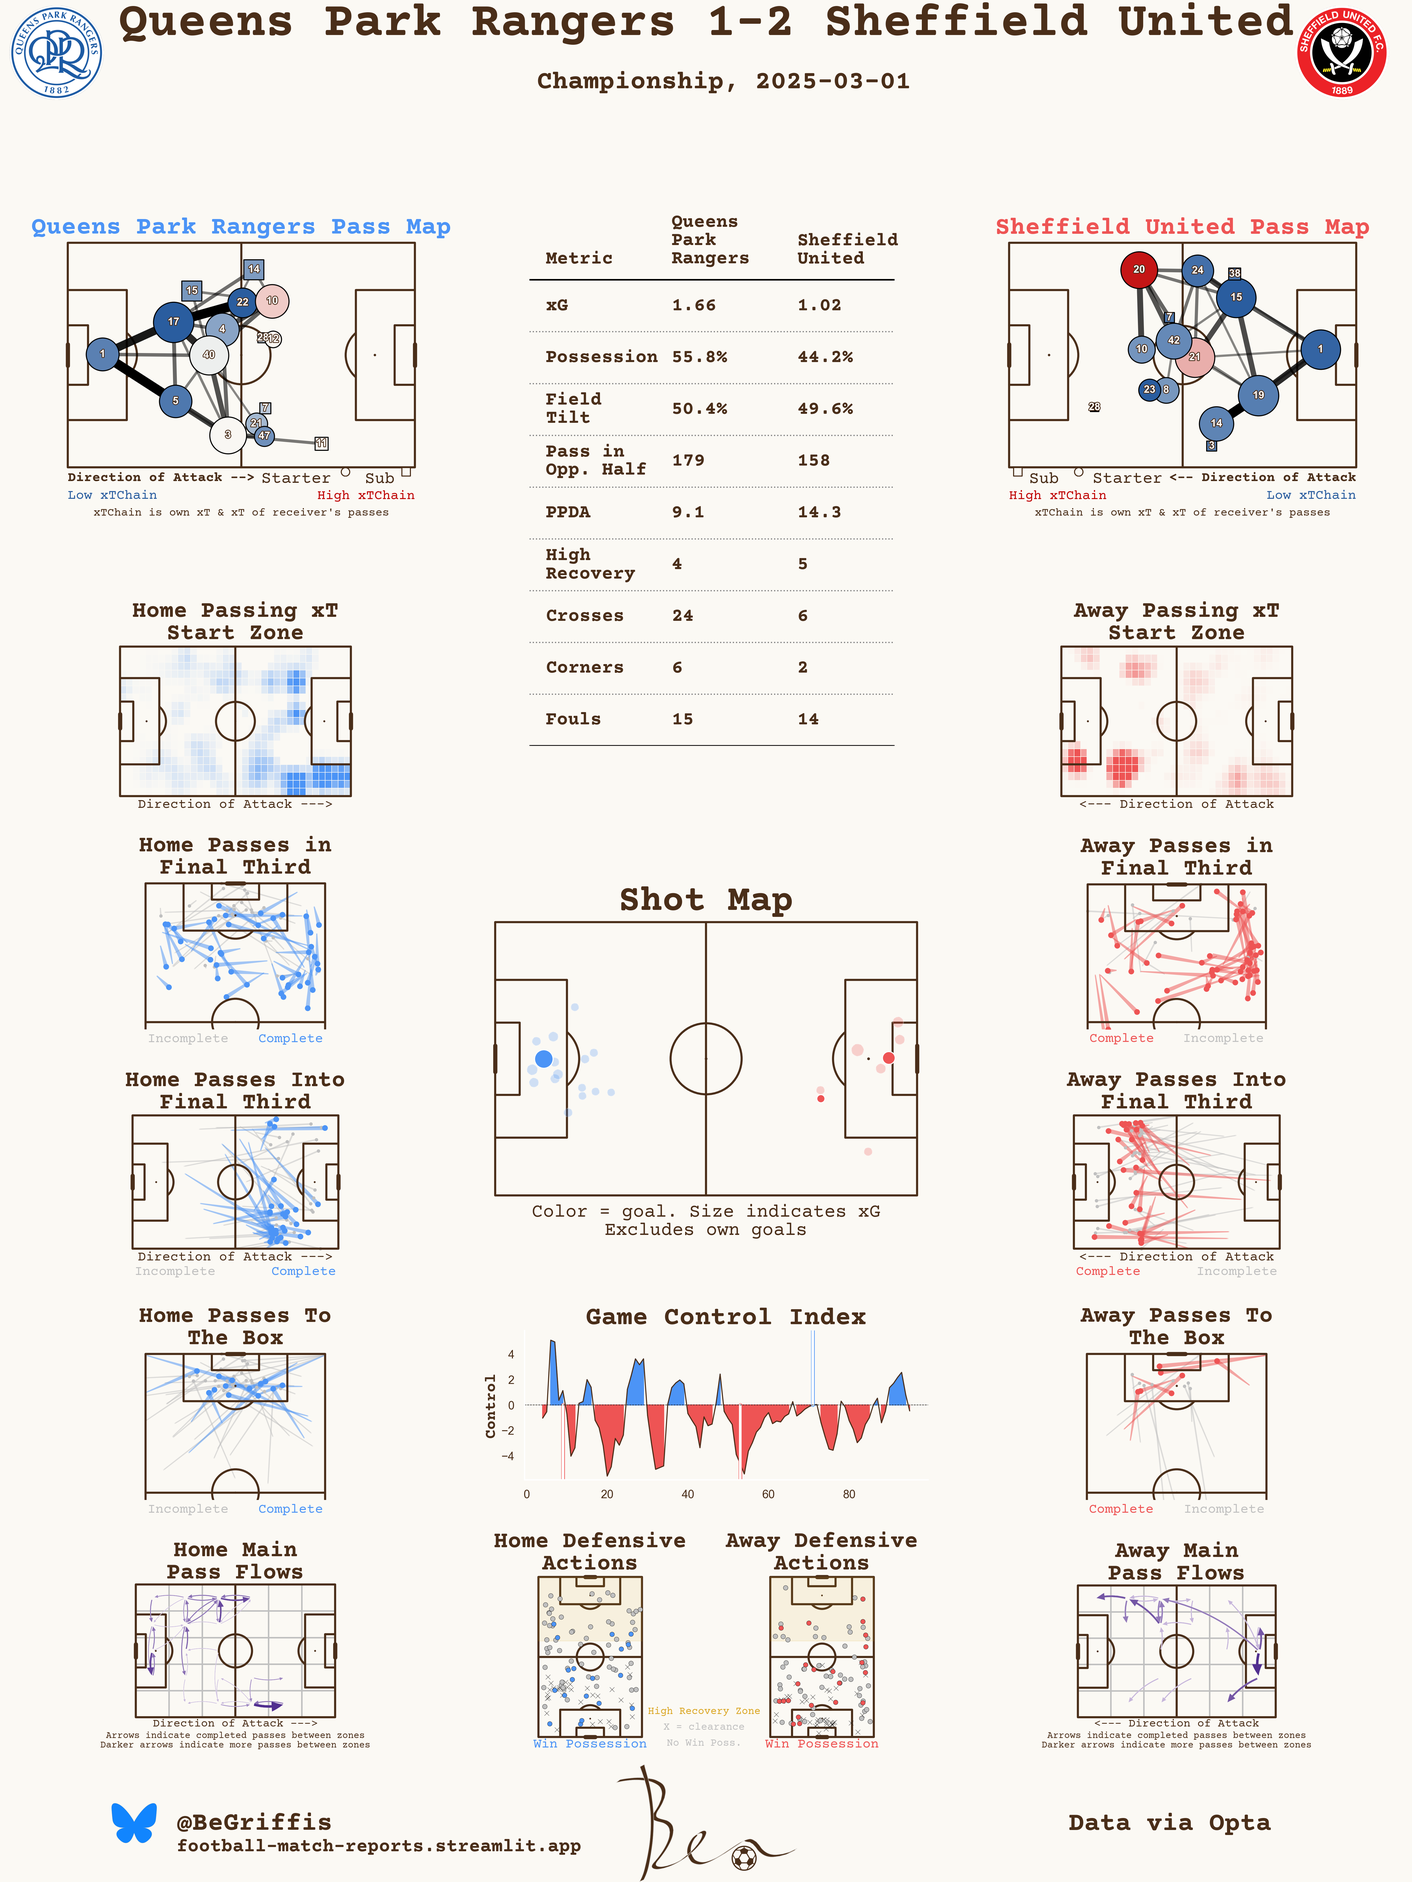 Queens Park Rangers 1-2 Sheffield United
Championship, 2025-03-01
QUEENS PARK RANGERS
1882
SHEFFIELD UNITED F.C.
1889
Queens Park Rangers Pass Map
14
15
10
22
17
4
28
12
1
40
5
7
21
3
47
11
Direction of Attack --> Starter Sub
Low xTChain High xTChain
xTChain is own xT & xT of receiver's passes
Metric Queens Park Rangers Sheffield United
xG 1.66 1.02
Possession 55.8% 44.2%
Field Tilt 50.4% 49.6%
Pass in Opp. Half 179 158
PPDA 9.1 14.3
High Recovery 4 5
Crosses 24 6
Corners 6 2
Fouls 15 14
Sheffield United Pass Map
20
24
38
15
7
42
10
21
1
23
8
19
28
14
3
Sub Starter <-- Direction of Attack
High xTChain Low xTChain
xTChain is own xT & xT of receiver's passes
Home Passing xT
Start Zone
Direction of Attack --->
Away Passing xT
Start Zone
<--- Direction of Attack
Home Passes in
Final Third
Incomplete Complete
Away Passes in
Final Third
Complete Incomplete
Shot Map
Color = goal. Size indicates xG
Excludes own goals
Home Passes Into
Final Third
Direction of Attack --->
Incomplete Complete
Away Passes Into
Final Third
<--- Direction of Attack
Complete Incomplete
Home Passes To
The Box
Incomplete Complete
Game Control Index
Control
4
2
0
−2
−4
0 20 40 60 80
Away Passes To
The Box
Complete Incomplete
Home Main
Pass Flows
Direction of Attack --->
Arrows indicate completed passes between zones
Darker arrows indicate more passes between zones
Home Defensive
Actions
Win Possession
High Recovery Zone
X = clearance
No Win Poss.
Away Defensive
Actions
Win Possession
Away Main
Pass Flows
<--- Direction of Attack
Arrows indicate completed passes between zones
Darker arrows indicate more passes between zones
@BeGriffis
football-match-reports.streamlit.app
Ben
Data via Opta